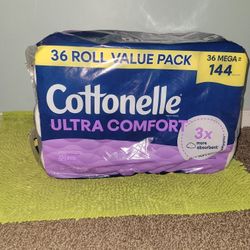 36 ROLL VALUE PACK
36 MEGA =
144
Cottonelle
ULTRA COMFORT
3x
more
absorbent